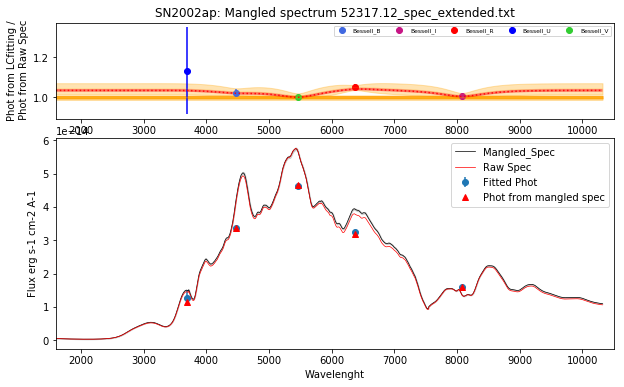 SN2002ap: Mangled spectrum 52317.12_spec_extended.txt
Phot from LCfitting /
Phot from Raw Spec
Bessell_B
Bessell_I
Bessell_R
Bessell_U
Bessell_V
1.2
1.0
2000 3000 4000 5000 6000 7000 8000 9000 10000
Flux erg s-1 cm-2 A-1
6
5
4
3
2
1
0
Mangled_Spec
Raw Spec
Fitted Phot
Phot from mangled spec
2000 3000 4000 5000 6000 7000 8000 9000 10000
Wavelenght